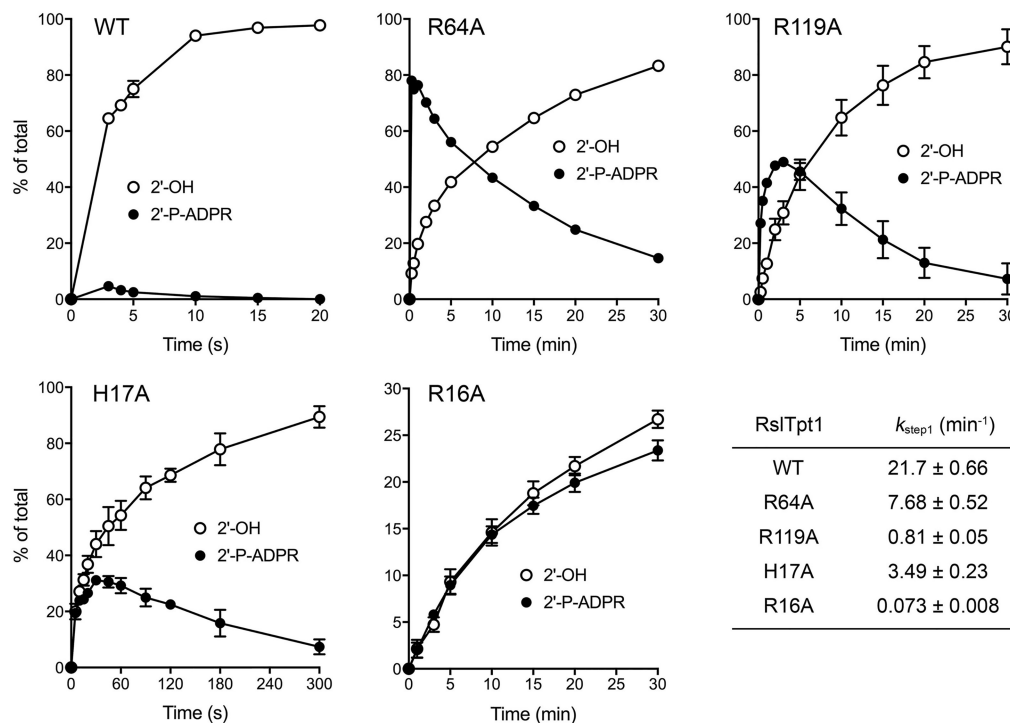 WT
% of total
100
80
60
40
20
0
2'-OH
2'-P-ADPR
0 5 10 15 20
Time (s)
R64A
100
80
60
40
20
0
2'-OH
2'-P-ADPR
0 5 10 15 20 25 30
Time (min)
R119A
% of total
100
80
60
40
20
0
2'-OH
2'-P-ADPR
0 5 10 15 20 25 30
Time (min)
H17A
% of total
100
80
60
40
20
0
2'-OH
2'-P-ADPR
0 60 120 180 240 300
Time (s)
R16A
30
25
20
15
10
5
0
2'-OH
2'-P-ADPR
0 5 10 15 20 25 30
Time (min)
RslTpt1 kstep1 (min-1)
WT 21.7 ± 0.66
R64A 7.68 ± 0.52
R119A 0.81 ± 0.05
H17A 3.49 ± 0.23
R16A 0.073 ± 0.008